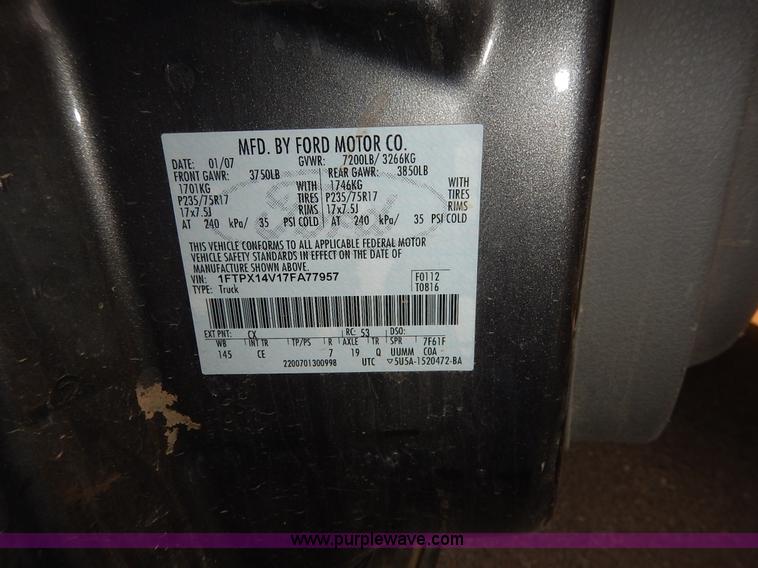 MFD. BY FORD MOTOR CO.
DATE: 01/07 GVWR: 7200LB/ 3266KG
FRONT GAWR: 3750LB REAR GAWR: 3850LB
1701KG WITH 1746KG WITH
P235/75R17 TIRES P235/75R17 TIRES
17x7.5J RIMS 17x7.5J RIMS
AT 240 kPa/ 35 PSI COLD AT 240 kPa/ 35 PSI COLD
THIS VEHICLE CONFORMS TO ALL APPLICABLE FEDERAL MOTOR
VEHICLE SAFETY STANDARDS IN EFFECT ON THE DATE OF
MANUFACTURE SHOWN ABOVE.
VIN: 1FTPX14V17FA77957 F0112
TYPE: Truck T0816
EXT PNT: CX RC: 53 DSO:
WB INT TR TP/PS R AXLE TR SPR 7F61F
145 CE 7 19 Q UUMM COA
2200701300998 UTC ▽5U5A-1520472-BA
Ford
www.purplewave.com